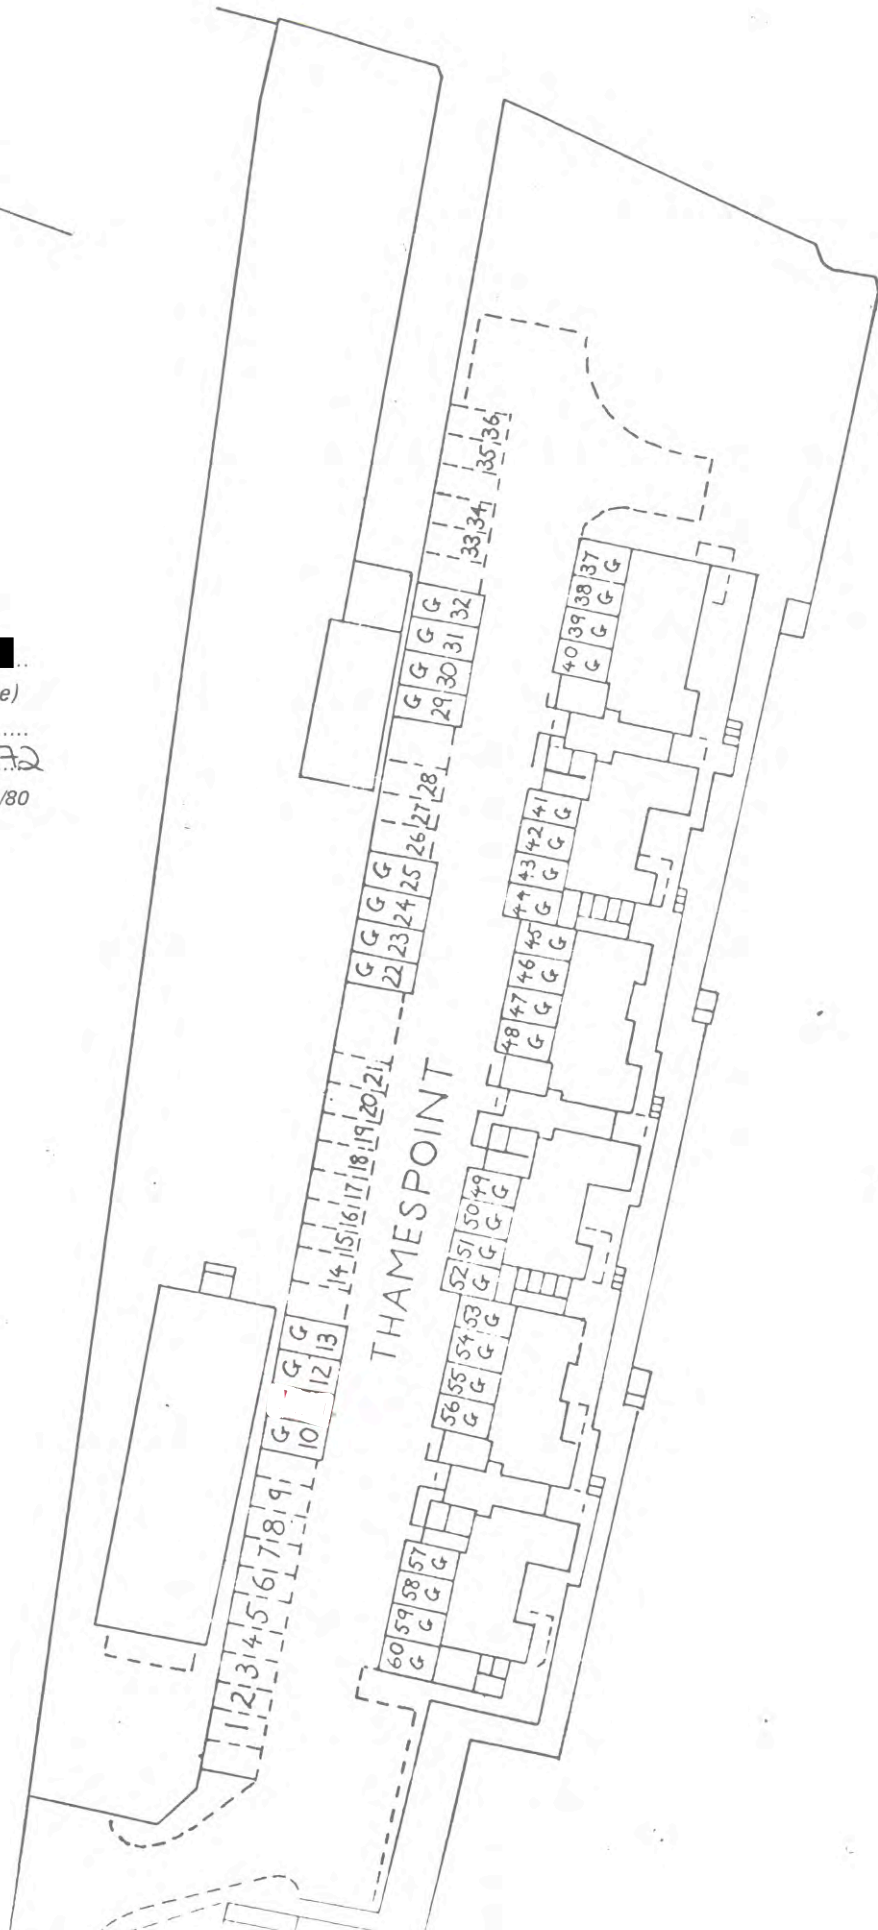 36
35
34
33
G 32
G 31
G 30
G 29
28
27
26
G 25
G 24
G 23
G 22
21
20
19
18
17
16
15
14
G 13
G 12
G 10
9
8
7
6
5
4
3
2
1
THAMESPOINT
37 G
38 G
39 G
40 G
41 G
42 G
43 G
44 G
45 G
46 G
47 G
48 G
49 G
50 G
51 G
52 G
53 G
54 G
55 G
56 G
57 G
58 G
59 G
60 G
e)
72
/80